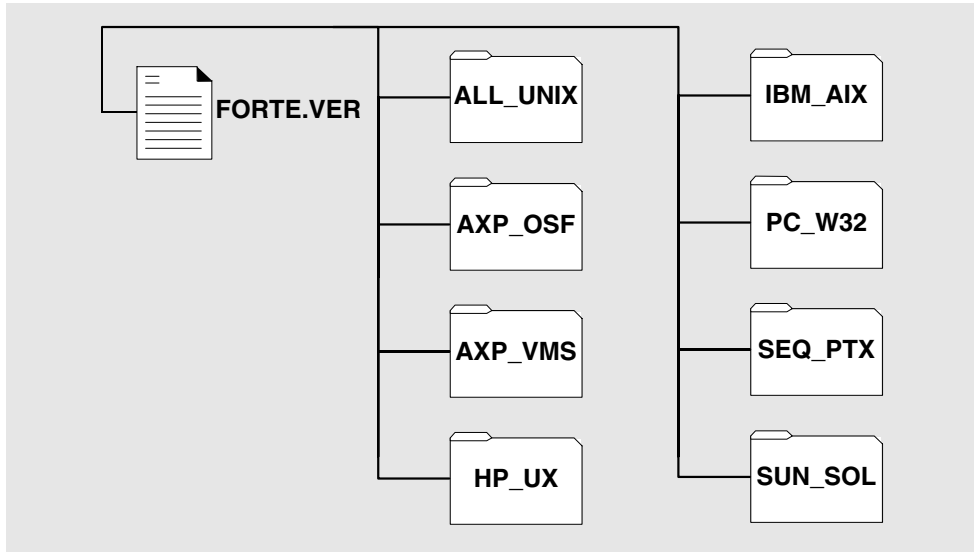 FORTE.VER
ALL_UNIX
AXP_OSF
AXP_VMS
HP_UX
IBM_AIX
PC_W32
SEQ_PTX
SUN_SOL